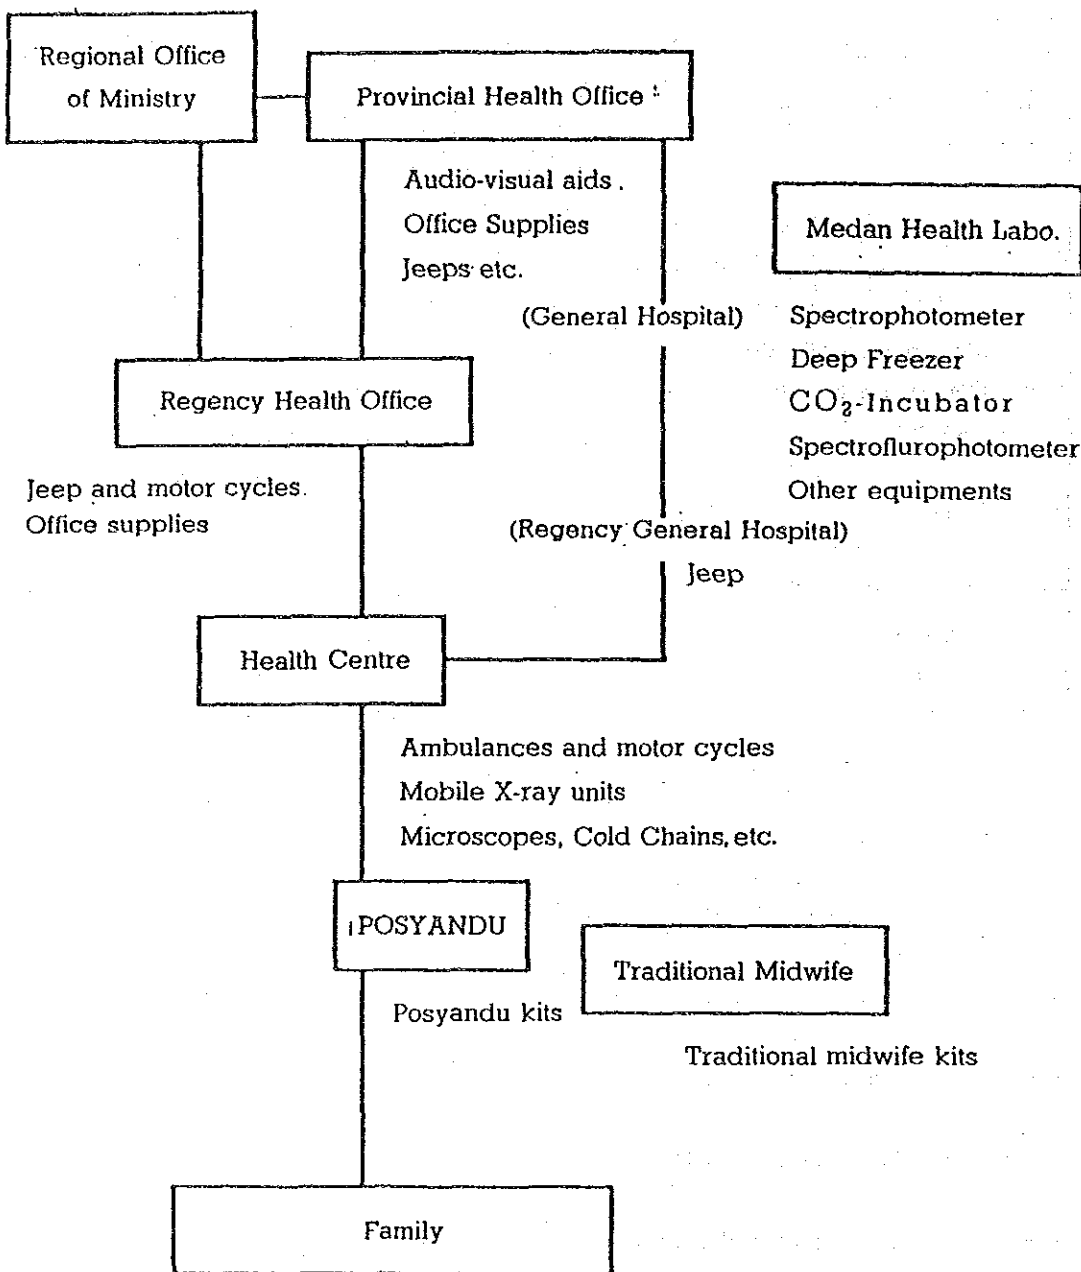 Regional Office
of Ministry
Provincial Health Office
Audio-visual aids.
Office Supplies
Jeeps etc.
Medan Health Labo.
(General Hospital)
Spectrophotometer
Deep Freezer
CO₂-Incubator
Spectroflurophotometer
Other equipments
Regency Health Office
Jeep and motor cycles.
Office supplies
(Regency General Hospital)
Jeep
Health Centre
Ambulances and motor cycles
Mobile X-ray units
Microscopes, Cold Chains, etc.
POSYANDU
Posyandu kits
Traditional Midwife
Traditional midwife kits
Family